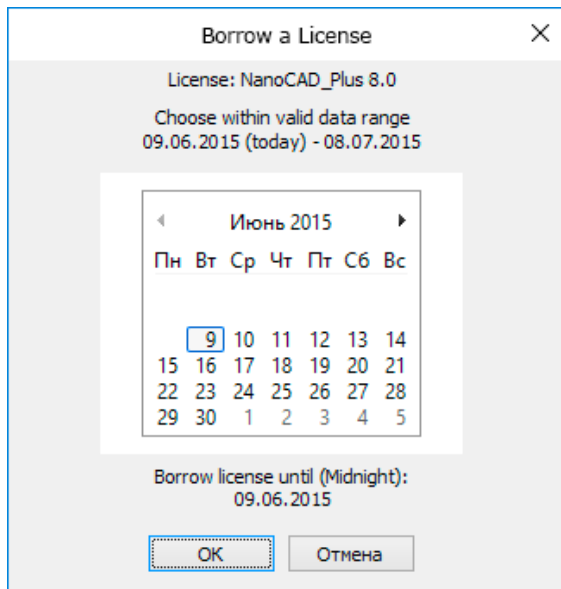 Borrow a License
License: NanoCAD_Plus 8.0
Choose within valid data range
09.06.2015 (today) - 08.07.2015
Июнь 2015
Пн Вт Ср Чт Пт Сб Вс
9 10 11 12 13 14
15 16 17 18 19 20 21
22 23 24 25 26 27 28
29 30 1 2 3 4 5
Borrow license until (Midnight):
09.06.2015
OK Отмена